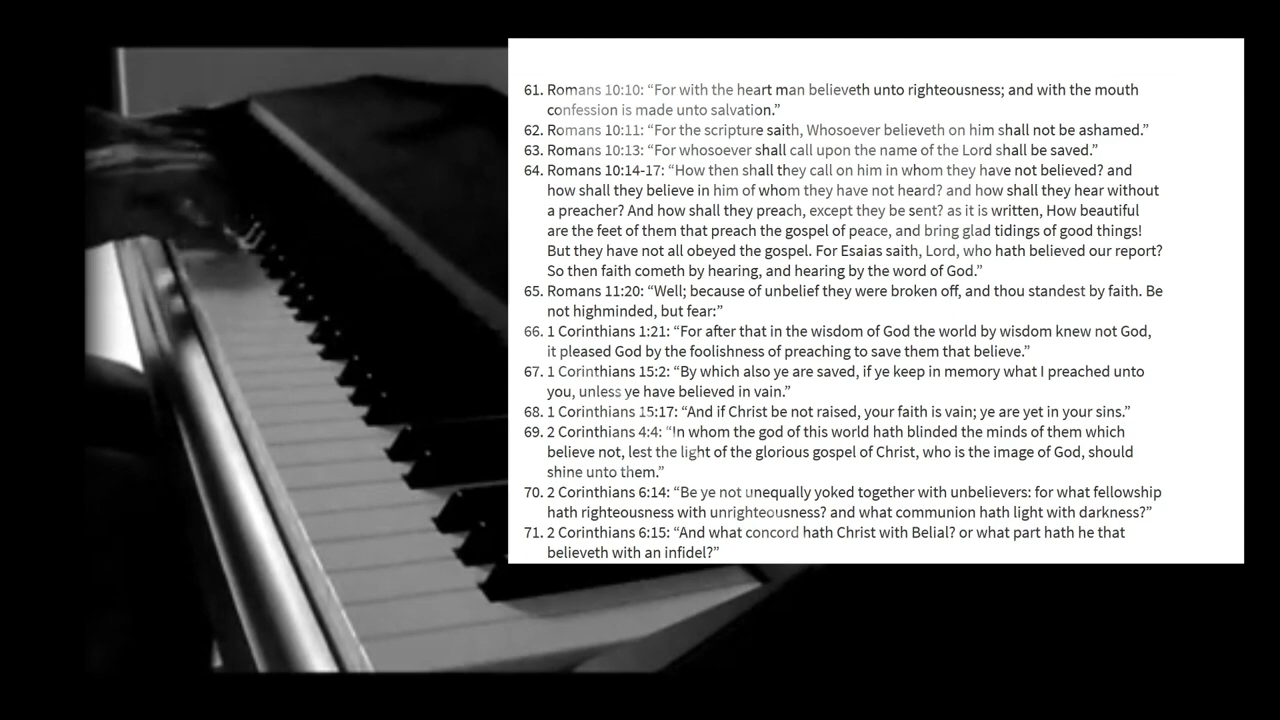 61. Romans 10:10: “For with the heart man believeth unto righteousness; and with the mouth
confession is made unto salvation.”
62. Romans 10:11: “For the scripture saith, Whosoever believeth on him shall not be ashamed.”
63. Romans 10:13: “For whosoever shall call upon the name of the Lord shall be saved.”
64. Romans 10:14-17: “How then shall they call on him in whom they have not believed? and
how shall they believe in him of whom they have not heard? and how shall they hear without
a preacher? And how shall they preach, except they be sent? as it is written, How beautiful
are the feet of them that preach the gospel of peace, and bring glad tidings of good things!
But they have not all obeyed the gospel. For Esaias saith, Lord, who hath believed our report?
So then faith cometh by hearing, and hearing by the word of God.”
65. Romans 11:20: “Well; because of unbelief they were broken off, and thou standest by faith. Be
not highminded, but fear:”
66. 1 Corinthians 1:21: “For after that in the wisdom of God the world by wisdom knew not God,
it pleased God by the foolishness of preaching to save them that believe.”
67. 1 Corinthians 15:2: “By which also ye are saved, if ye keep in memory what I preached unto
you, unless ye have believed in vain.”
68. 1 Corinthians 15:17: “And if Christ be not raised, your faith is vain; ye are yet in your sins.”
69. 2 Corinthians 4:4: “In whom the god of this world hath blinded the minds of them which
believe not, lest the light of the glorious gospel of Christ, who is the image of God, should
shine unto them.”
70. 2 Corinthians 6:14: “Be ye not unequally yoked together with unbelievers: for what fellowship
hath righteousness with unrighteousness? and what communion hath light with darkness?”
71. 2 Corinthians 6:15: “And what concord hath Christ with Belial? or what part hath he that
believeth with an infidel?”